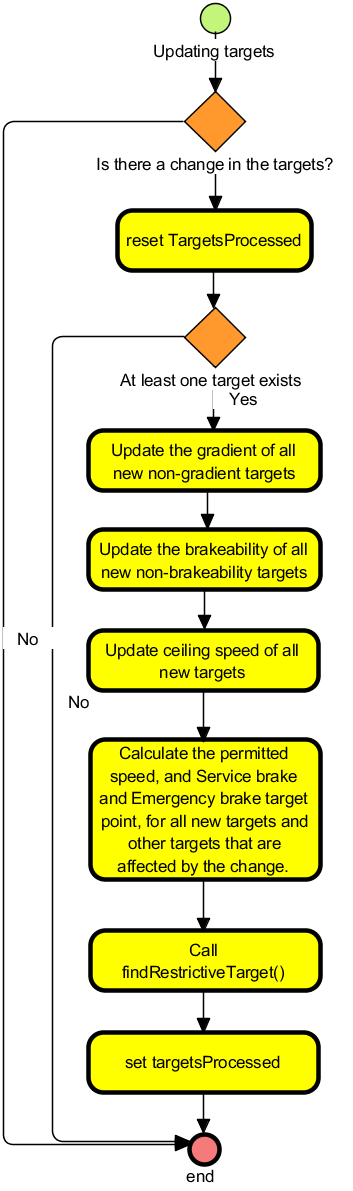 Updating targets
Is there a change in the targets?
reset TargetsProcessed
At least one target exists
Yes
Update the gradient of all
new non-gradient targets
Update the brakeability of all
new non-brakeability targets
No
Update ceiling speed of all
new targets
No
Calculate the permitted
speed, and Service brake
and Emergency brake target
point, for all new targets and
other targets that are
affected by the change.
Call
findRestrictiveTarget()
set targetsProcessed
end